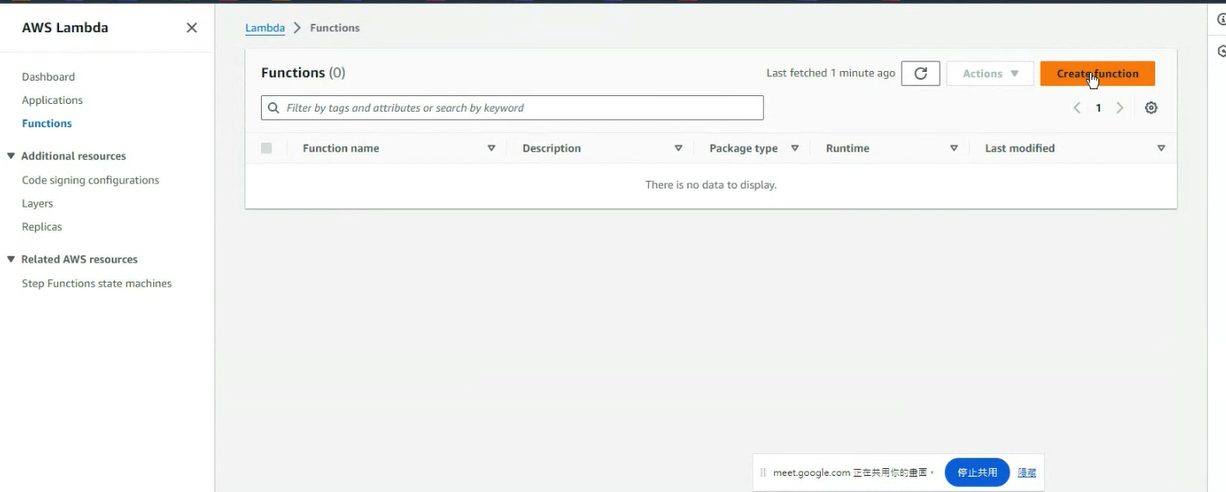 AWS Lambda
Lambda > Functions
Dashboard
Applications
Functions
Additional resources
Code signing configurations
Layers
Replicas
Related AWS resources
Step Functions state machines
Functions (0)
Last fetched 1 minute ago
Actions
Create function
Filter by tags and attributes or search by keyword
1
Function name Description Package type Runtime Last modified
There is no data to display.
meet.google.com 正在共用你的畫面。 停止共用 隱藏